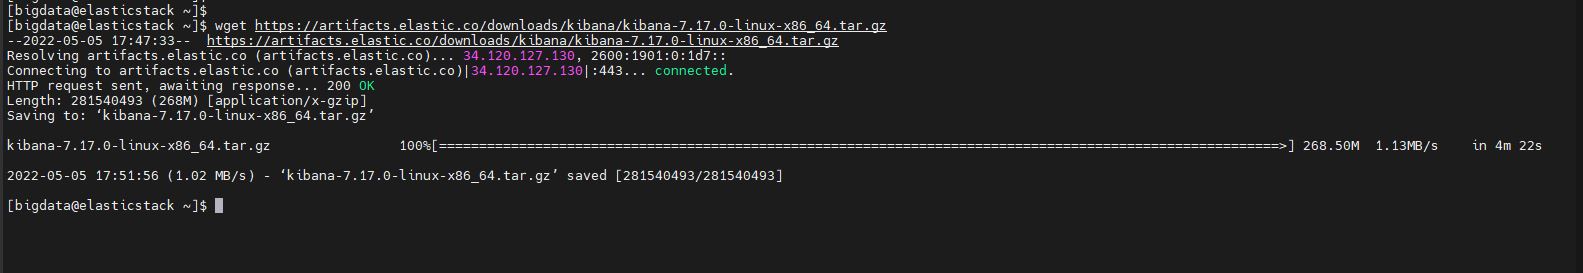 [bigdata@elasticstack ~]$
[bigdata@elasticstack ~]$ wget https://artifacts.elastic.co/downloads/kibana/kibana-7.17.0-linux-x86_64.tar.gz
--2022-05-05 17:47:33--  https://artifacts.elastic.co/downloads/kibana/kibana-7.17.0-linux-x86_64.tar.gz
Resolving artifacts.elastic.co (artifacts.elastic.co)... 34.120.127.130, 2600:1901:0:1d7::
Connecting to artifacts.elastic.co (artifacts.elastic.co)|34.120.127.130|:443... connected.
HTTP request sent, awaiting response... 200 OK
Length: 281540493 (268M) [application/x-gzip]
Saving to: ‘kibana-7.17.0-linux-x86_64.tar.gz’
kibana-7.17.0-linux-x86_64.tar.gz 100%[=========================================================================================================>] 268.50M 1.13MB/s in 4m 22s
2022-05-05 17:51:56 (1.02 MB/s) - ‘kibana-7.17.0-linux-x86_64.tar.gz’ saved [281540493/281540493]
[bigdata@elasticstack ~]$